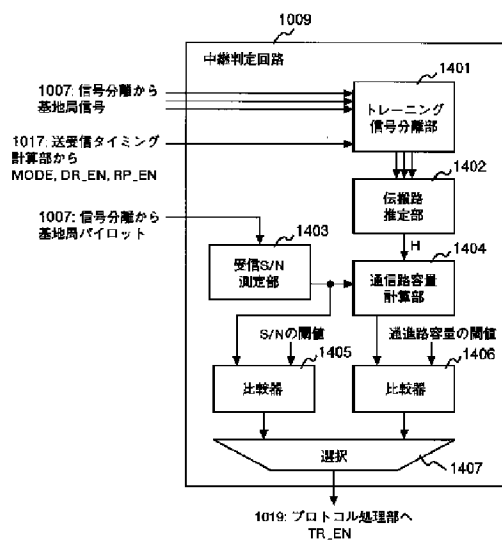 1009
中継判定回路
1401
1007: 信号分離から
基地局信号
トレーニング
信号分離部
1017: 送受信タイミング
計算部から
MODE, DR_EN, RP_EN
1402
伝搬路
推定部
1007: 信号分離から
基地局パイロット
1403
H
1404
受信S/N
測定部
通信路容量
計算部
S/Nの閾値
通進路容量の閾値
1405
1406
比較器
比較器
選択
1407
1019: プロトコル処理部へ
TR_EN